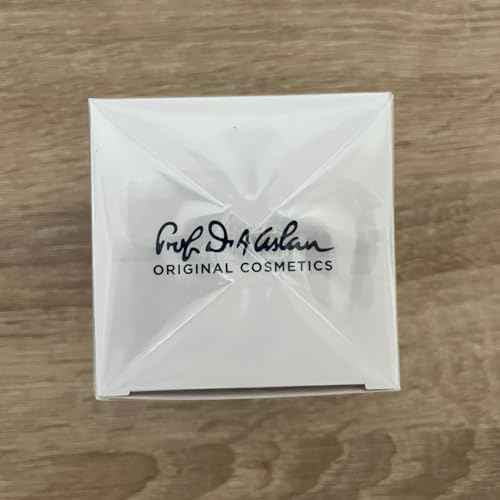 Prof. Dr A Aslan
ORIGINAL COSMETICS